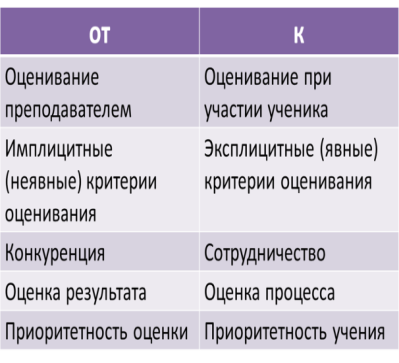 ОТ
К
Оценивание
преподавателем
Оценивание при
участии ученика
Имплицитные
(неявные) критерии
оценивания
Эксплицитные (явные)
критерии оценивания
Конкуренция
Сотрудничество
Оценка результата
Оценка процесса
Приоритетность оценки
Приоритетность учения